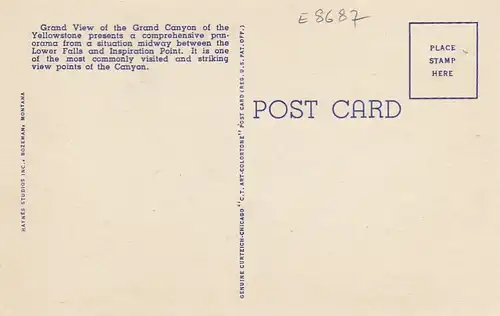 Grand View of the Grand Canyon of the
Yellowstone presents a comprehensive pan-
orama from a situation midway between the
Lower Falls and Inspiration Point. It is one
of the most commonly visited and striking
view points of the Canyon.
HAYNES STUDIOS INC., BOZEMAN, MONTANA
GENUINE CURTEICH-CHICAGO "C.T. ART-COLORTONE" POST CARD (REG. U.S. PAT. OFF.)
E 8687
POST CARD
PLACE
STAMP
HERE